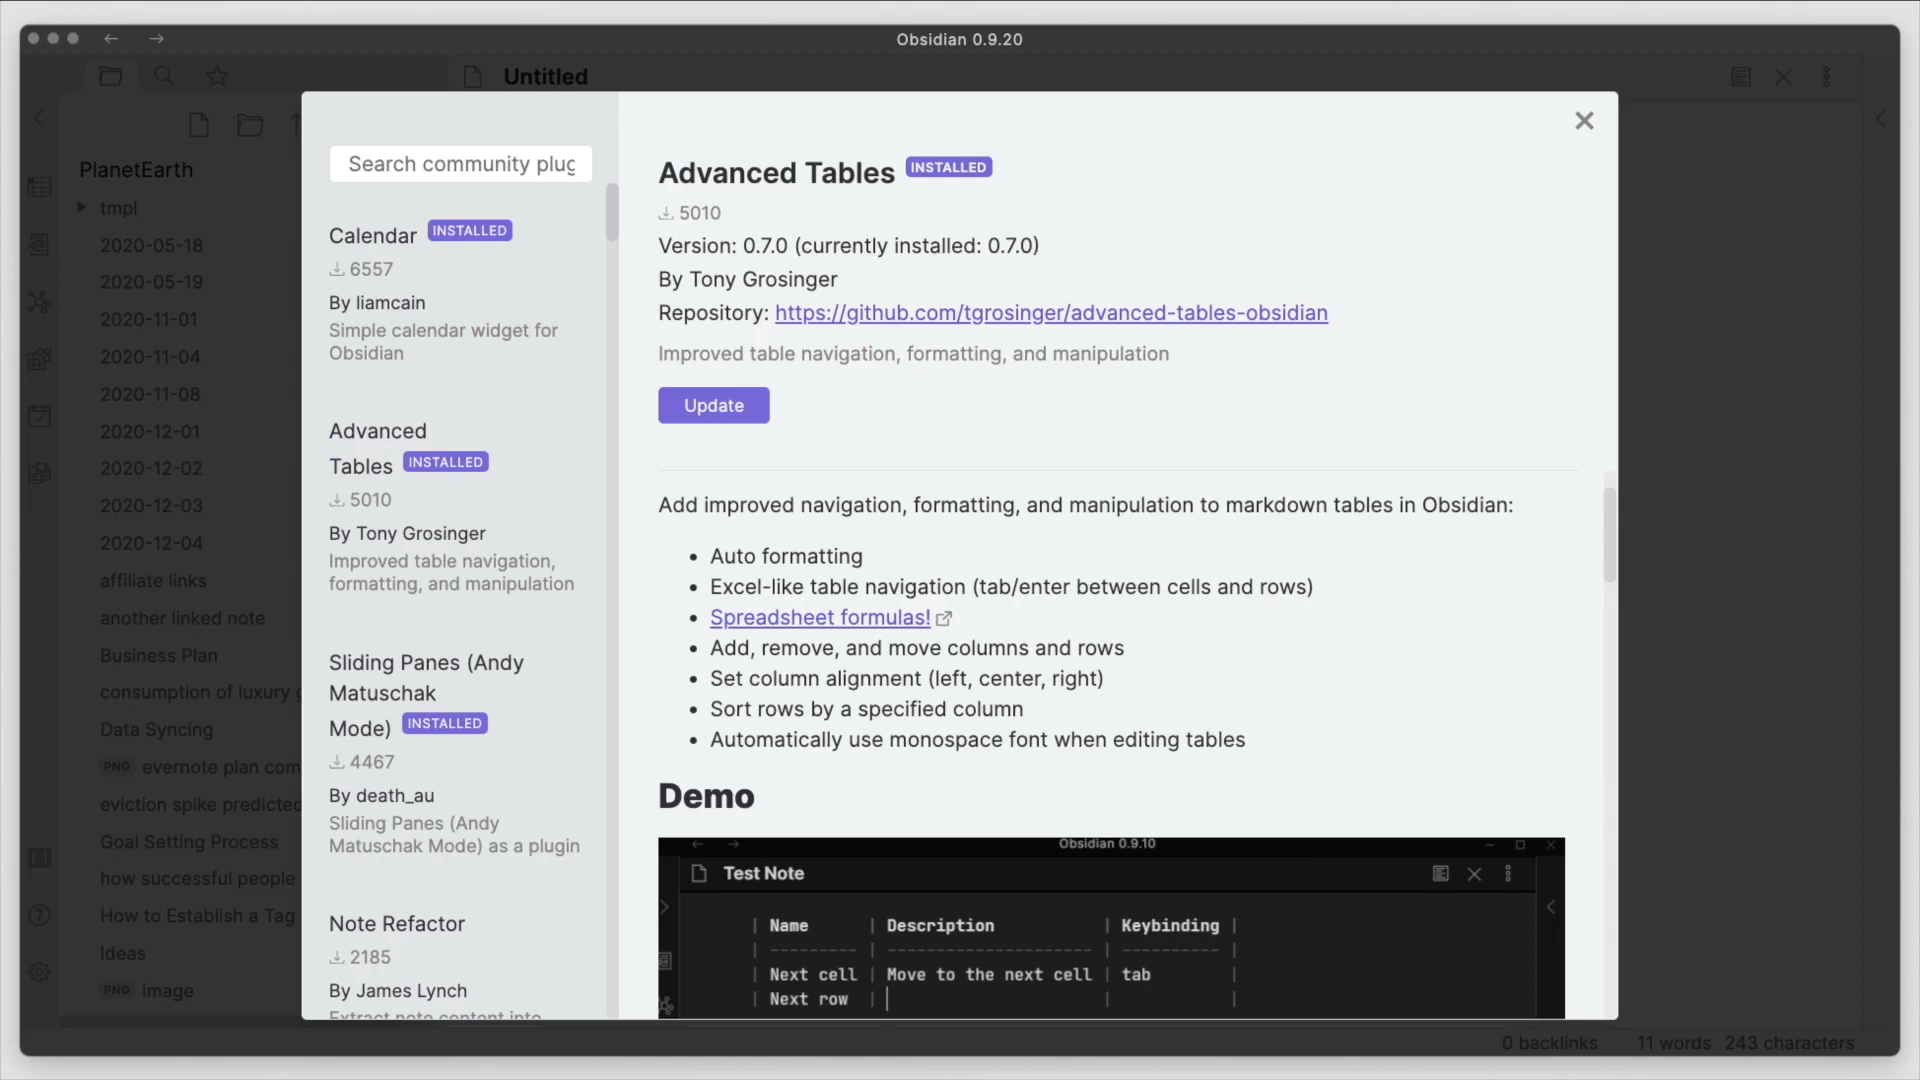 Obsidian 0.9.20
Untitled
PlanetEarth
tmpl
2020-05-18
2020-05-19
2020-11-01
2020-11-04
2020-11-08
2020-12-01
2020-12-02
2020-12-03
2020-12-04
affiliate links
another linked note
Business Plan
consumption of luxury
Data Syncing
PNG evernote plan com
eviction spike predicted
Goal Setting Process
how successful people
How to Establish a Tag
Ideas
PNG image
Search community plug
Calendar INSTALLED
6557
By liamcain
Simple calendar widget for
Obsidian
Advanced
Tables INSTALLED
5010
By Tony Grosinger
Improved table navigation,
formatting, and manipulation
Sliding Panes (Andy
Matuschak
Mode) INSTALLED
4467
By death_au
Sliding Panes (Andy
Matuschak Mode) as a plugin
Note Refactor
2185
By James Lynch
Extract note content into
Advanced Tables INSTALLED
5010
Version: 0.7.0 (currently installed: 0.7.0)
By Tony Grosinger
Repository: https://github.com/tgrosinger/advanced-tables-obsidian
Improved table navigation, formatting, and manipulation
Update
Add improved navigation, formatting, and manipulation to markdown tables in Obsidian:
• Auto formatting
• Excel-like table navigation (tab/enter between cells and rows)
• Spreadsheet formulas!
• Add, remove, and move columns and rows
• Set column alignment (left, center, right)
• Sort rows by a specified column
• Automatically use monospace font when editing tables
Demo
Obsidian 0.9.10
Test Note
| Name | Description | Keybinding |
| --------- | --------------------- | ---------- |
| Next cell | Move to the next cell | tab |
| Next row | | |
0 backlinks 11 words 243 characters